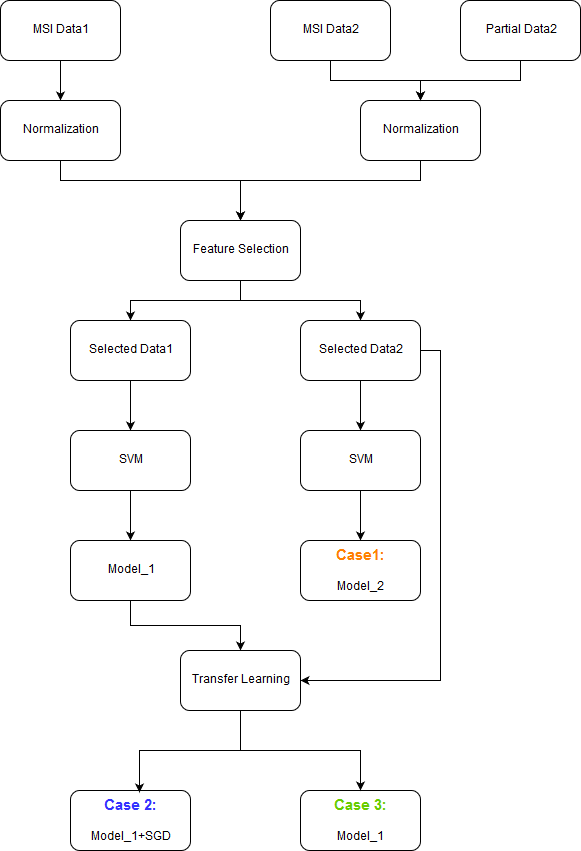 MSI Data1
MSI Data2
Partial Data2
Normalization
Normalization
Feature Selection
Selected Data1
Selected Data2
SVM
SVM
Model_1
Case1:
Model_2
Transfer Learning
Case 2:
Model_1+SGD
Case 3:
Model_1